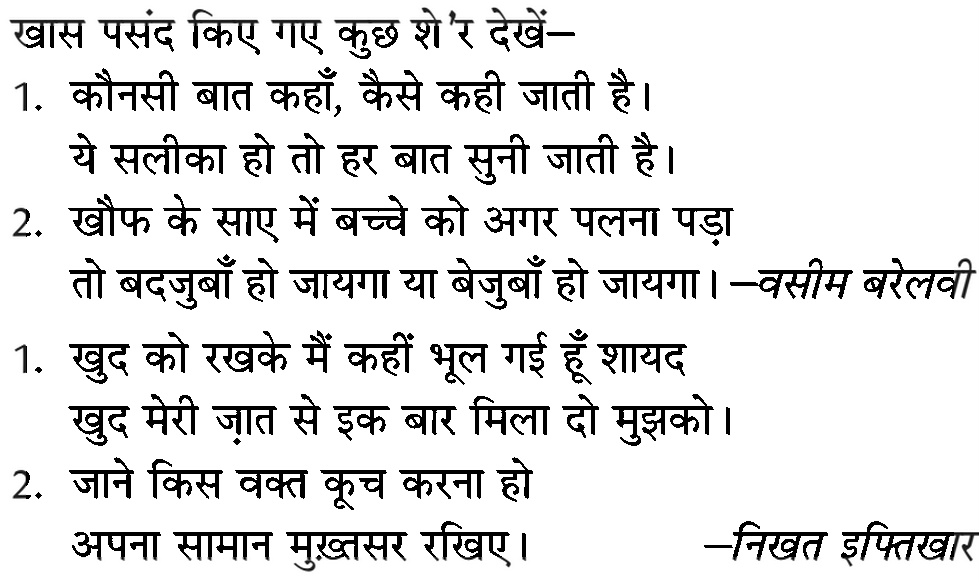 खास पसंद किए गए कुछ शे'र देखें–
1. कौनसी बात कहाँ, कैसे कही जाती है।
ये सलीका हो तो हर बात सुनी जाती है।
2. खौफ के साए में बच्चे को अगर पलना पड़ा
तो बदजुबाँ हो जायगा या बेजुबाँ हो जायगा। –वसीम बरेलवी
1. खुद को रखके मैं कहीं भूल गई हूँ शायद
खुद मेरी ज़ात से इक बार मिला दो मुझको।
2. जाने किस वक्त कूच करना हो
अपना सामान मुख़्तसर रखिए। –निखत इफ्तिखार